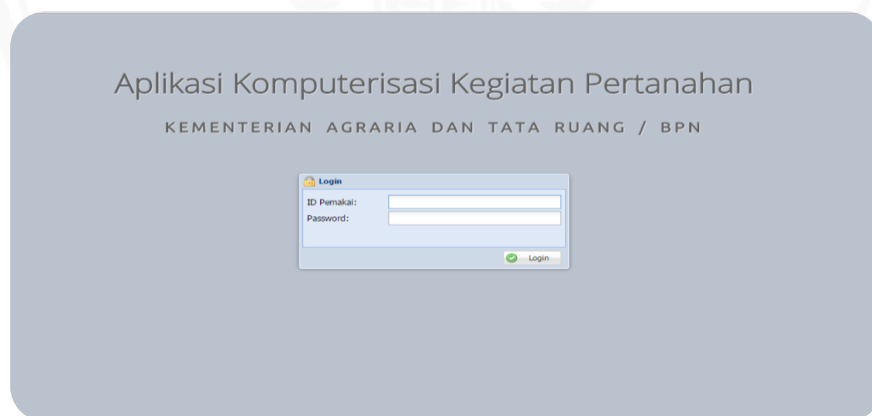 Aplikasi Komputerisasi Kegiatan Pertanahan
KEMENTERIAN AGRARIA DAN TATA RUANG / BPN
Login
ID Pemakai:
Password:
Login